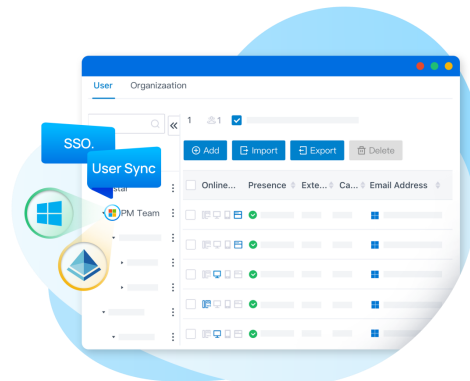 User Organizaation
1 1
SSO.
Add Import Export Delete
User Sync
star
Online... Presence Exte... Ca... Email Address
PM Team